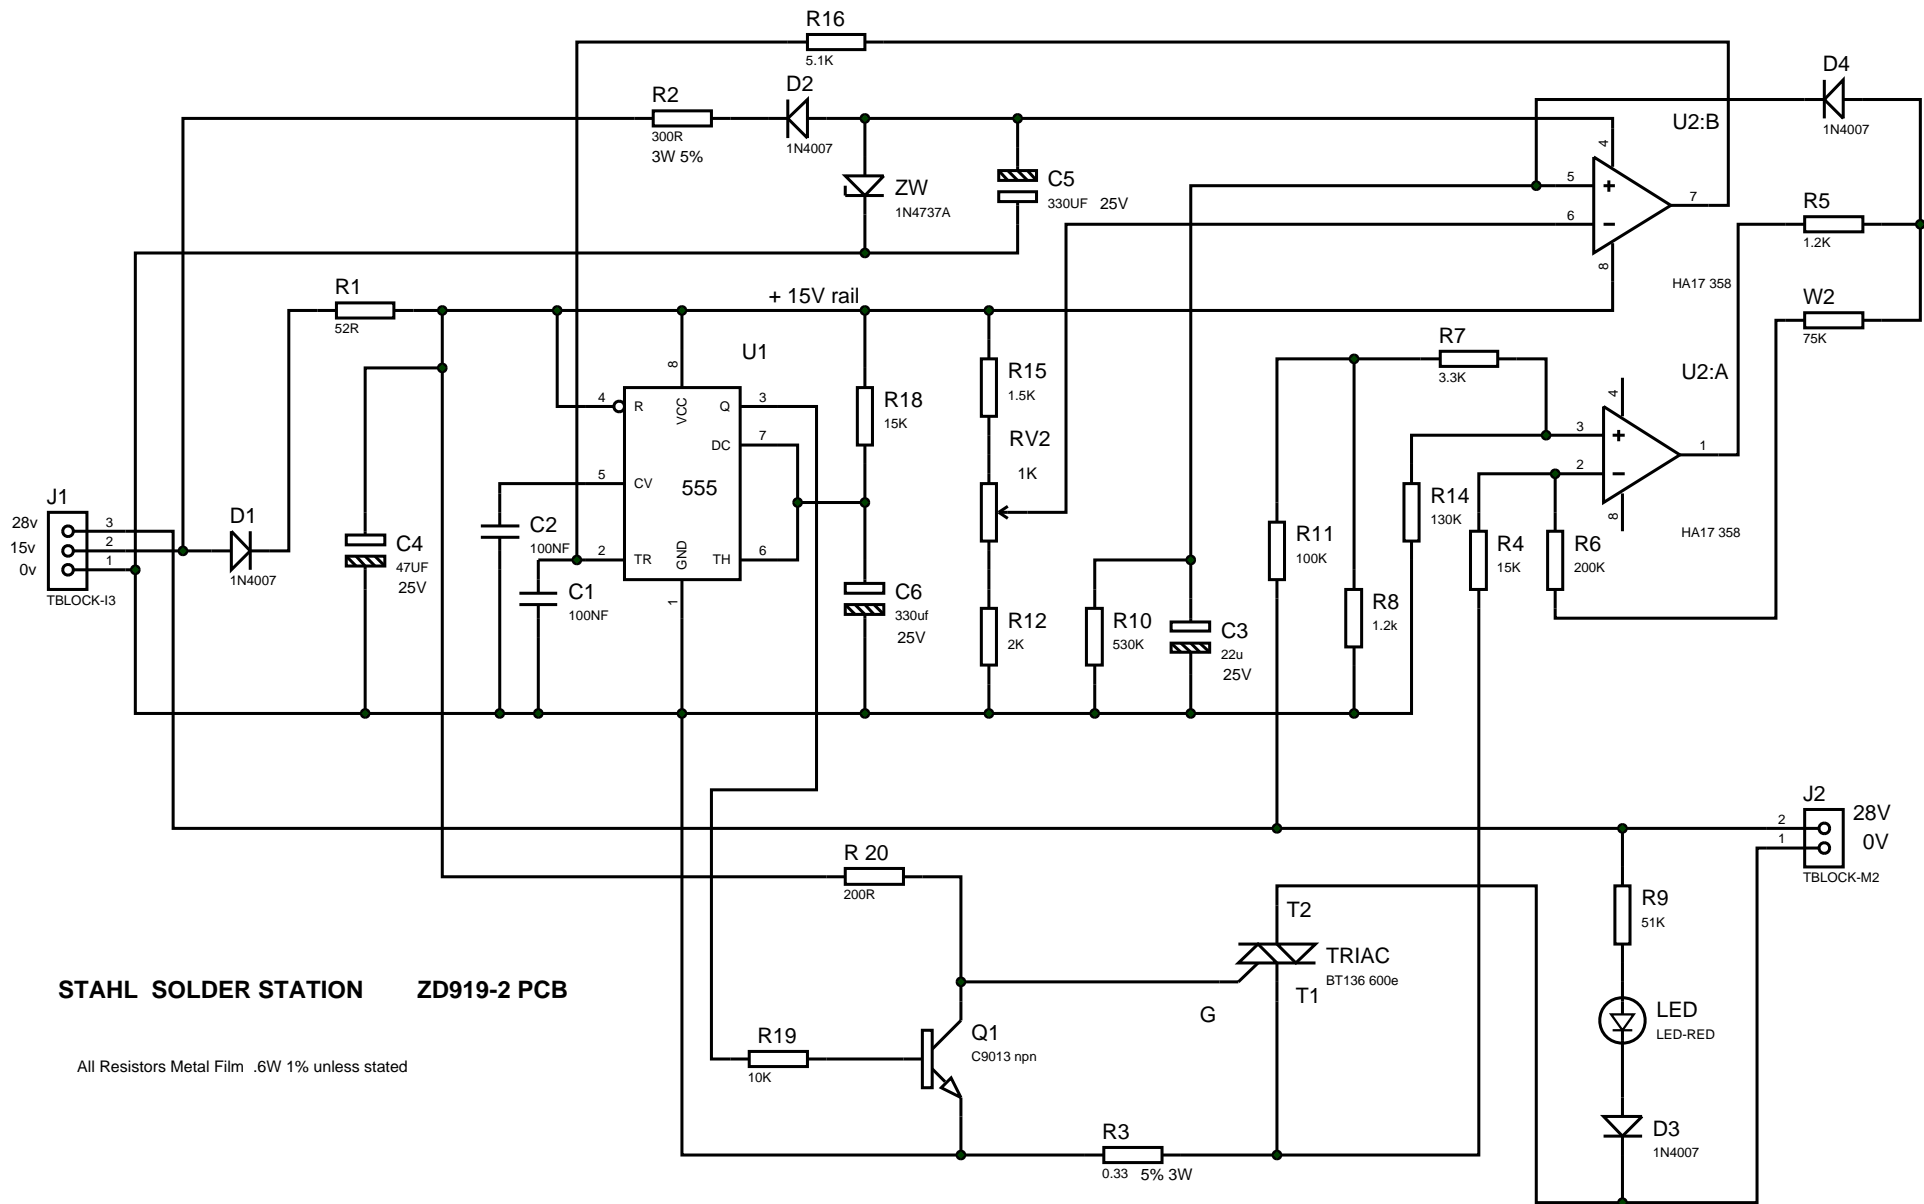 R16
5.1K
D4
1N4007
D2
1N4007
R2
300R
3W 5%
U2:B
4
5
6
7
8
HA17 358
ZW
1N4737A
C5
330UF 25V
R5
1.2K
W2
75K
R1
52R
+ 15V rail
U1
R7
3.3K
U2:A
4
3
2
1
8
HA17 358
R15
1.5K
R18
15K
RV2
1K
8
4
R
VCC
Q
3
DC
7
5
CV
555
2
TR
GND
TH
6
1
J1
28v
15v
0v
3
2
1
TBLOCK-I3
D1
1N4007
C4
47UF
25V
C2
100NF
C1
100NF
C6
330uf
25V
R12
2K
R10
530K
C3
22u
25V
R11
100K
R8
1.2k
R14
130K
R4
15K
R6
200K
J2
28V
0V
2
1
TBLOCK-M2
R 20
200R
R9
51K
T2
TRIAC
BT136 600e
T1
G
STAHL SOLDER STATION ZD919-2 PCB
LED
LED-RED
R19
10K
Q1
C9013 npn
All Resistors Metal Film .6W 1% unless stated
R3
0.33 5% 3W
D3
1N4007